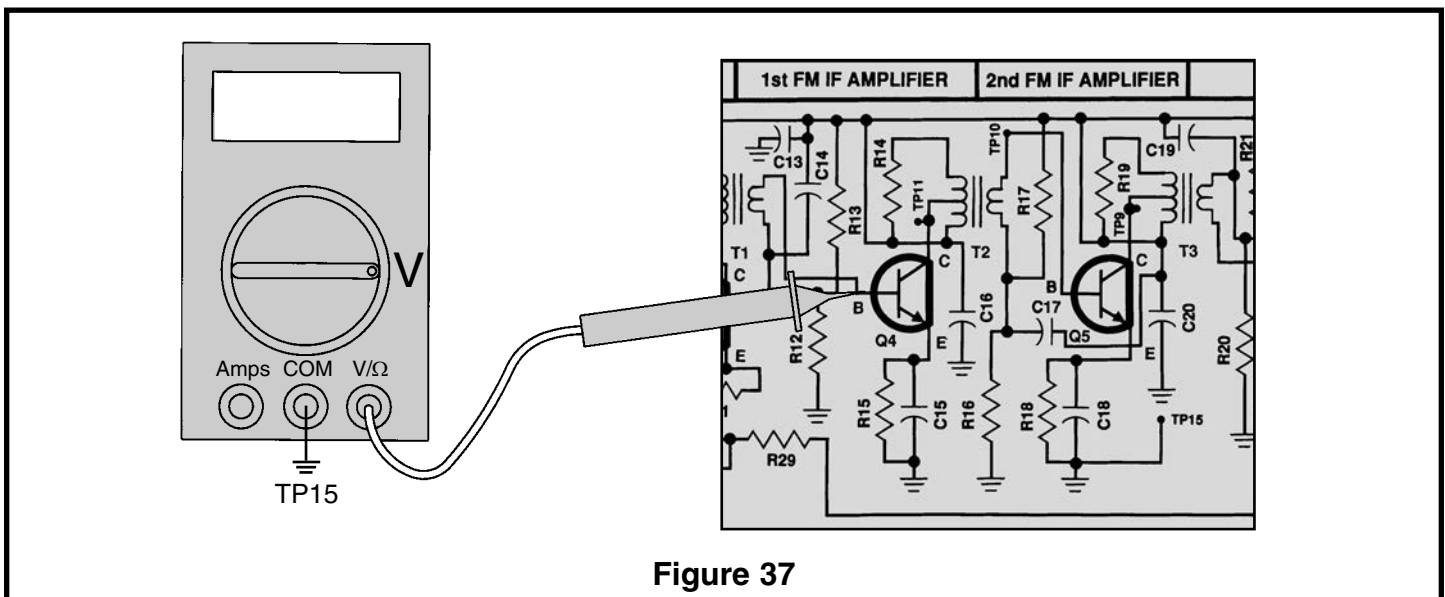 1st FM IF AMPLIFIER
2nd FM IF AMPLIFIER
C13
C14
R14
TP11
TP10
R17
C19
R19
TP9
R21
R13
T1
T2
T3
C
C
C
V
B
B
C17
C16
C20
Q4
Q5
R12
E
E
E
R20
Amps COM V/Ω
R15
C15
R16
R18
C18
TP15
1
R29
TP15
Figure 37